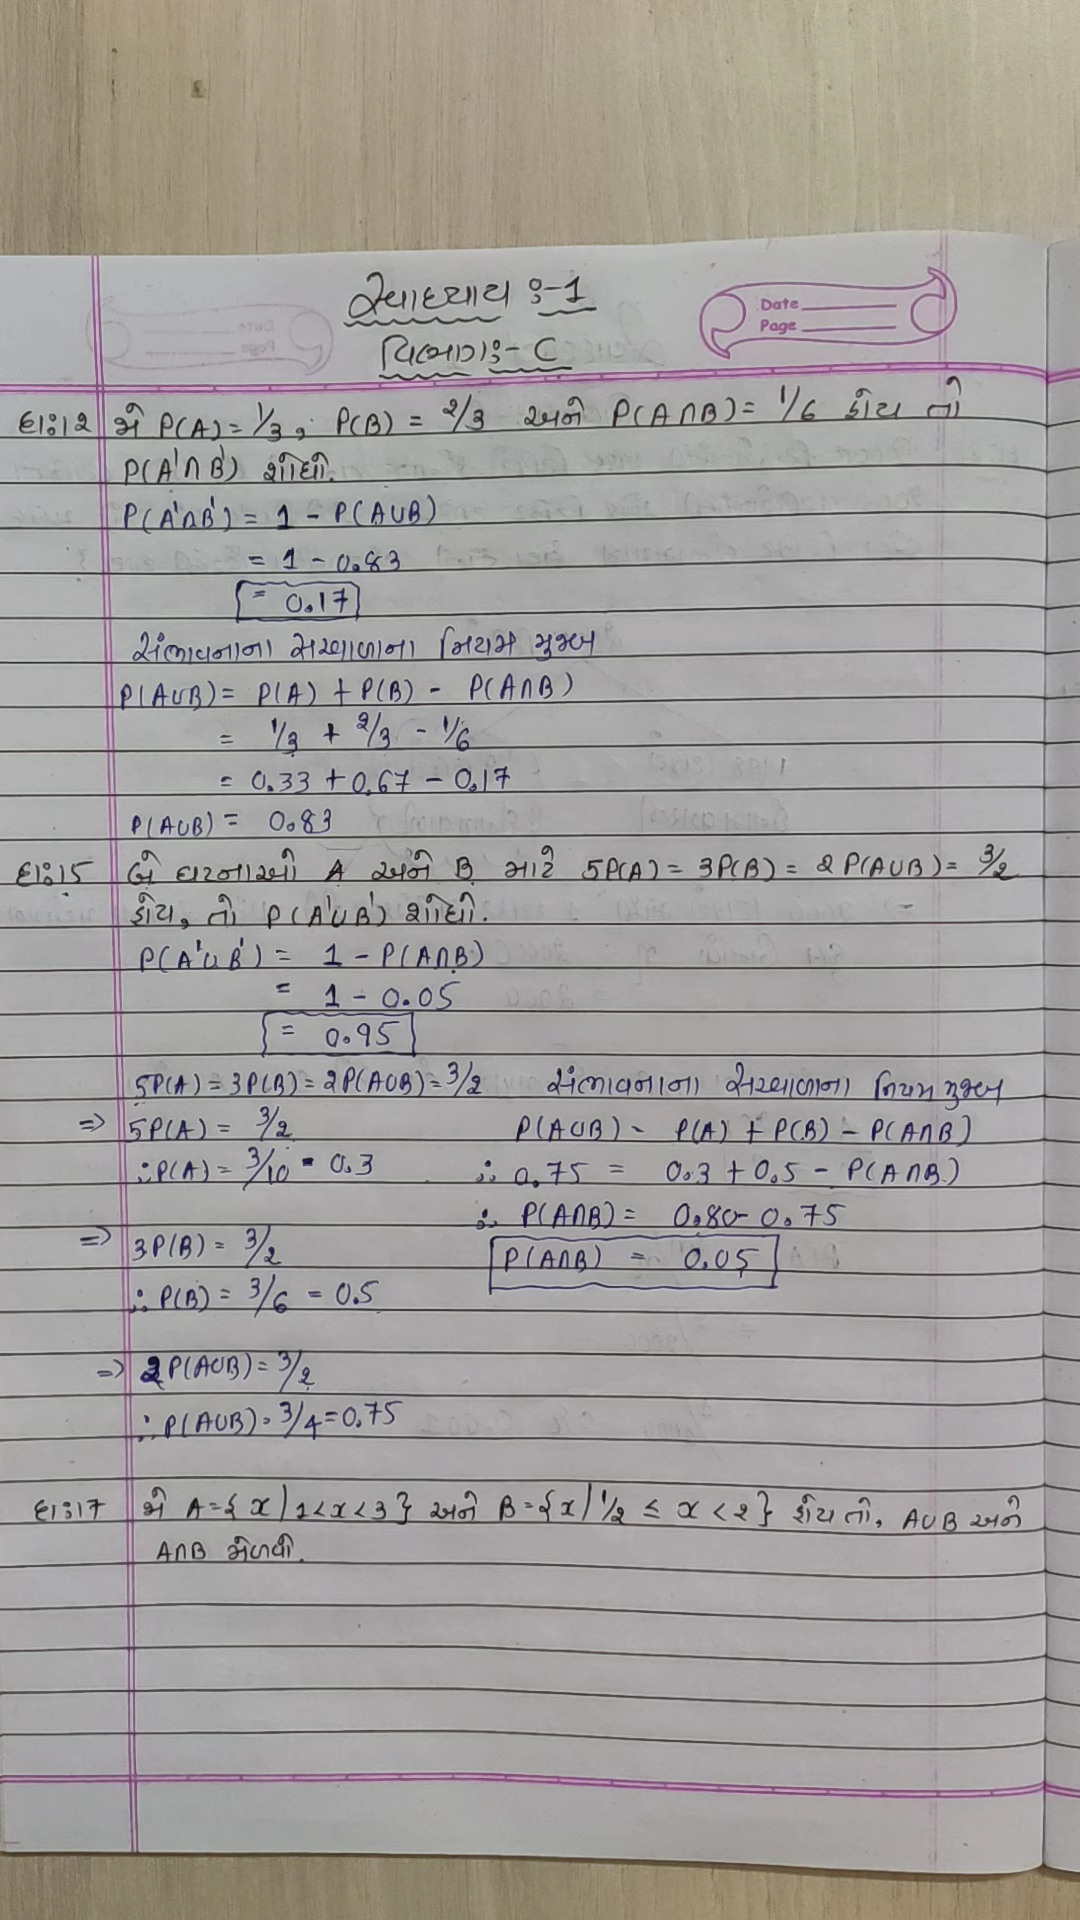 સ્વાધ્યાય ઃ-1
Date
Page
વિભાગઃ-C
દાઃ12 જો P(A) = 1/3, P(B) = 2/3 અને P(A∩B) = 1/6 હોય તો
P(A'∩B') શોધો.
P(A'∩B') = 1 - P(A∪B)
= 1 - 0.83
= 0.17
સંભાવનાના સરવાળાના નિયમ મુજબ
P(A∪B) = P(A) + P(B) - P(A∩B)
= 1/3 + 2/3 - 1/6
= 0.33 + 0.67 - 0.17
P(A∪B) = 0.83
દાઃ15 બે ઘટનાઓ A અને B માટે 5P(A) = 3P(B) = 2P(A∪B) = 3/2
હોય, તો P(A'∪B') શોધો.
P(A'∪B') = 1 - P(A∩B)
= 1 - 0.05
= 0.95
5P(A) = 3P(B) = 2P(A∪B) = 3/2
⇒ 5P(A) = 3/2
∴ P(A) = 3/10 = 0.3
⇒ 3P(B) = 3/2
∴ P(B) = 3/6 = 0.5
⇒ 2P(A∪B) = 3/2
∴ P(A∪B) = 3/4 = 0.75
સંભાવનાના સરવાળાના નિયમ મુજબ
P(A∪B) - P(A) + P(B) - P(A∩B)
∴ 0.75 = 0.3 + 0.5 - P(A∩B)
∴ P(A∩B) = 0.80 - 0.75
P(A∩B) = 0.05
દાઃ17 જો A = {x | 1 < x < 3} અને B = {x | 1/2 ≤ x < 2} હોય તો, A∪B અને
A∩B મેળવો.